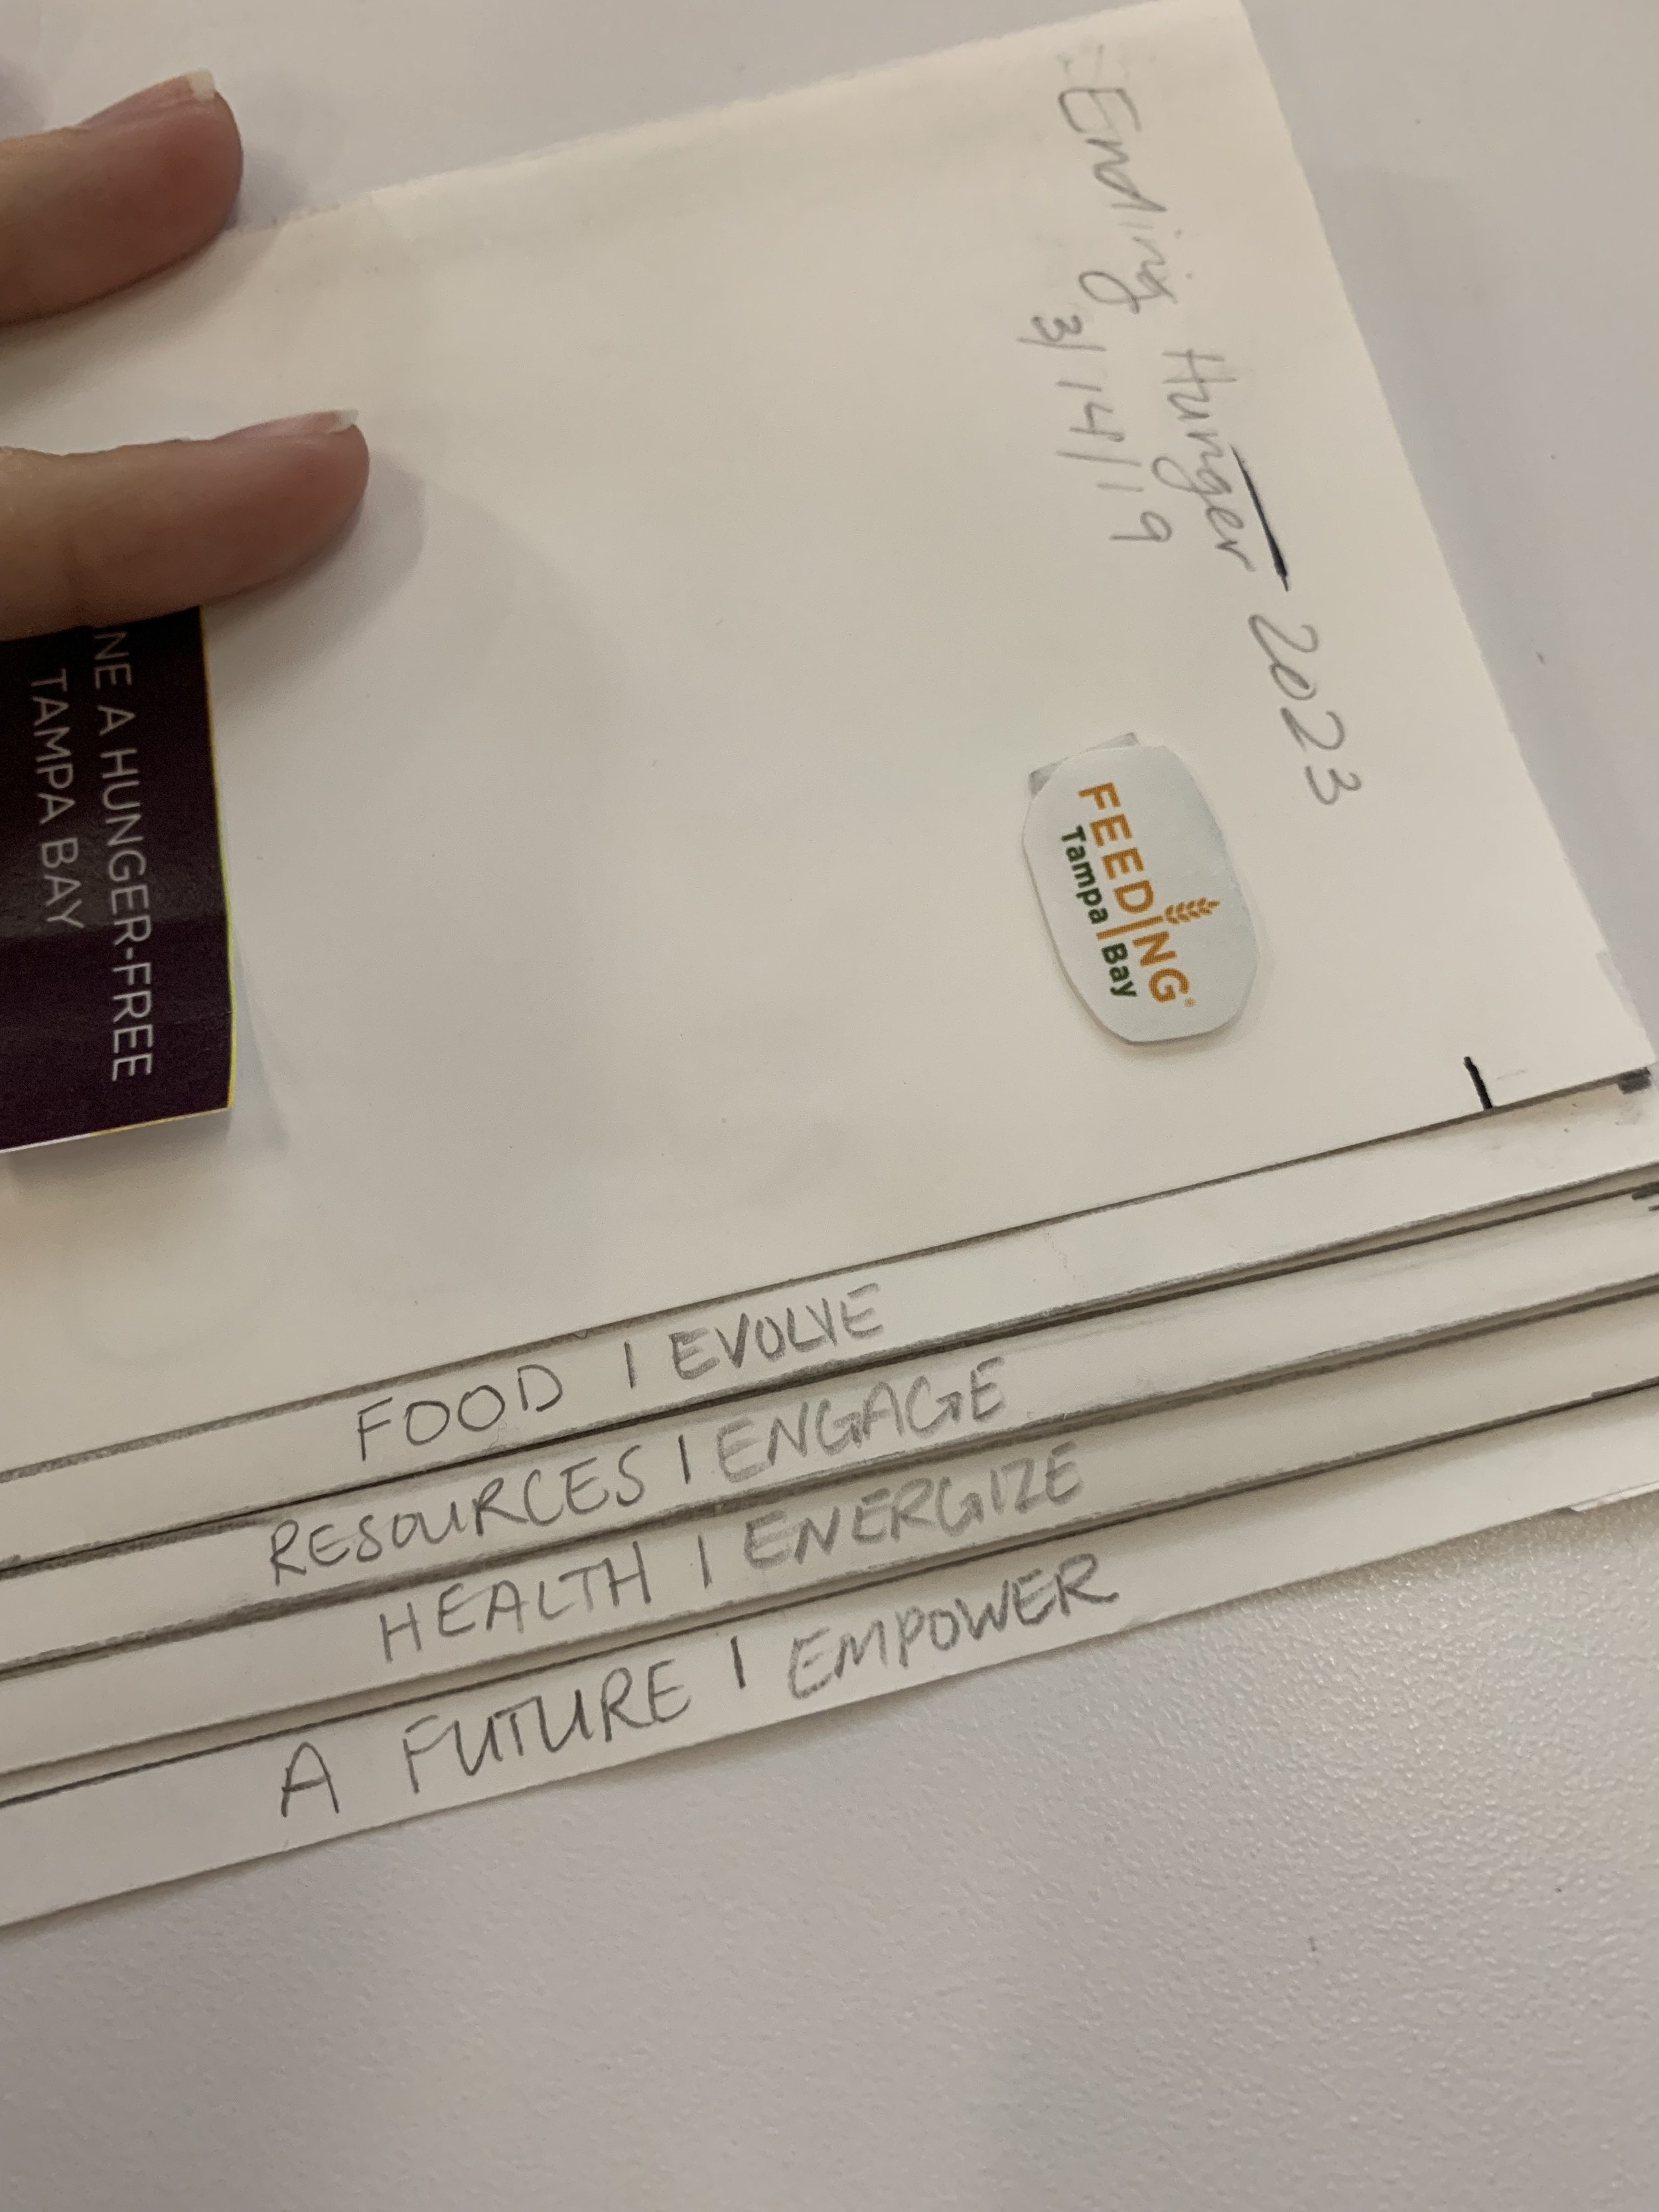 Ending Hunger 2023
3/14/19
FEEDING®
Tampa Bay
NE A HUNGER-FREE
TAMPA BAY
FOOD | EVOLVE
RESOURCES | ENGAGE
HEALTH | ENERGIZE
A FUTURE | EMPOWER